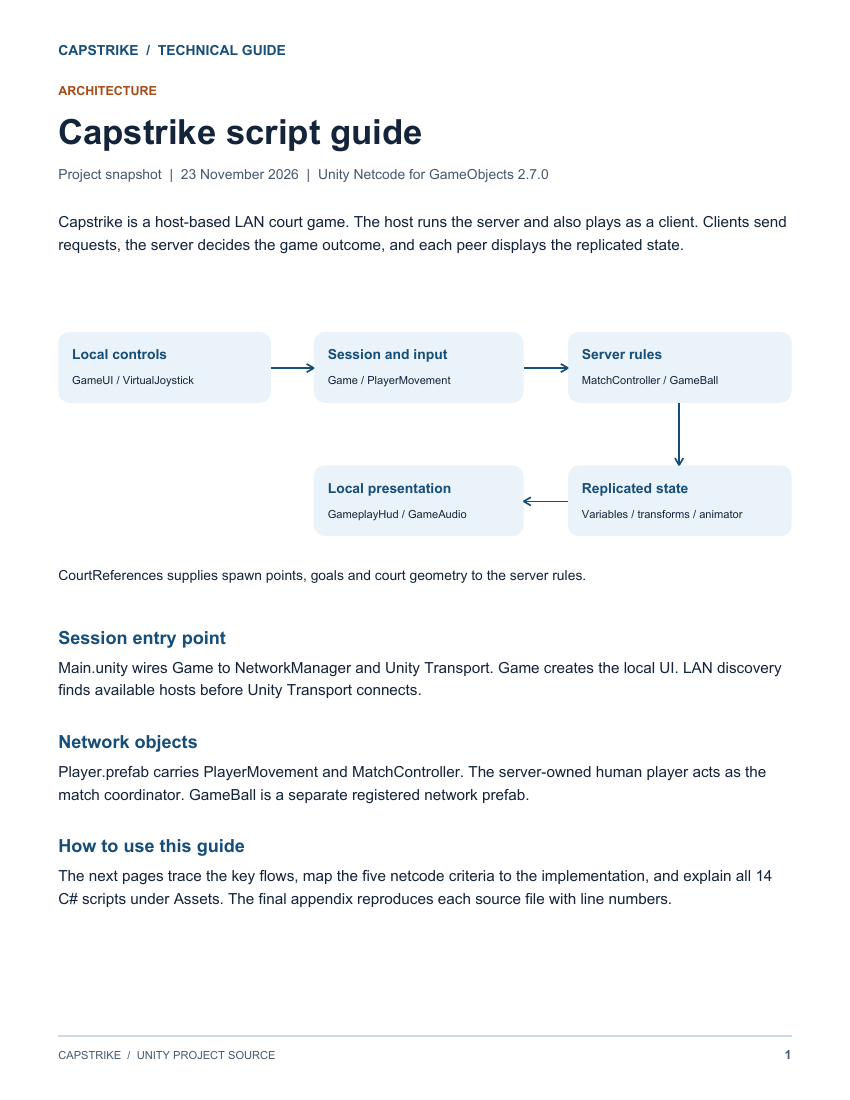 CAPSTRIKE / TECHNICAL GUIDE
ARCHITECTURE
Capstrike script guide
Project snapshot | 23 November 2026 | Unity Netcode for GameObjects 2.7.0
Capstrike is a host-based LAN court game. The host runs the server and also plays as a client. Clients send
requests, the server decides the game outcome, and each peer displays the replicated state.
Local controls
GameUI / VirtualJoystick
Session and input
Game / PlayerMovement
Server rules
MatchController / GameBall
Local presentation
GameplayHud / GameAudio
Replicated state
Variables / transforms / animator
CourtReferences supplies spawn points, goals and court geometry to the server rules.
Session entry point
Main.unity wires Game to NetworkManager and Unity Transport. Game creates the local UI. LAN discovery
finds available hosts before Unity Transport connects.
Network objects
Player.prefab carries PlayerMovement and MatchController. The server-owned human player acts as the
match coordinator. GameBall is a separate registered network prefab.
How to use this guide
The next pages trace the key flows, map the five netcode criteria to the implementation, and explain all 14
C# scripts under Assets. The final appendix reproduces each source file with line numbers.
CAPSTRIKE / UNITY PROJECT SOURCE
1